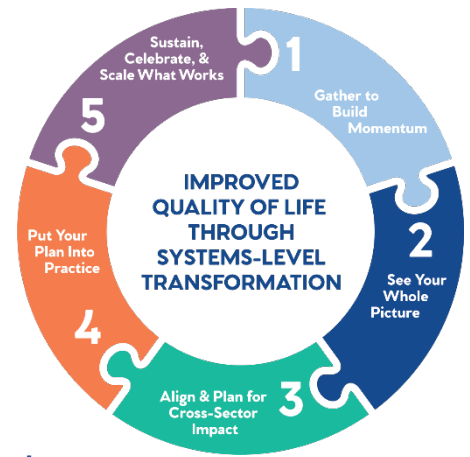 IMPROVED
QUALITY OF LIFE
THROUGH
SYSTEMS-LEVEL
TRANSFORMATION
1
Gather to
Build
Momentum
2
See Your
Whole
Picture
3
Align & Plan for
Cross-Sector
Impact
4
Put Your
Plan Into
Practice
5
Sustain,
Celebrate, &
Scale What Works